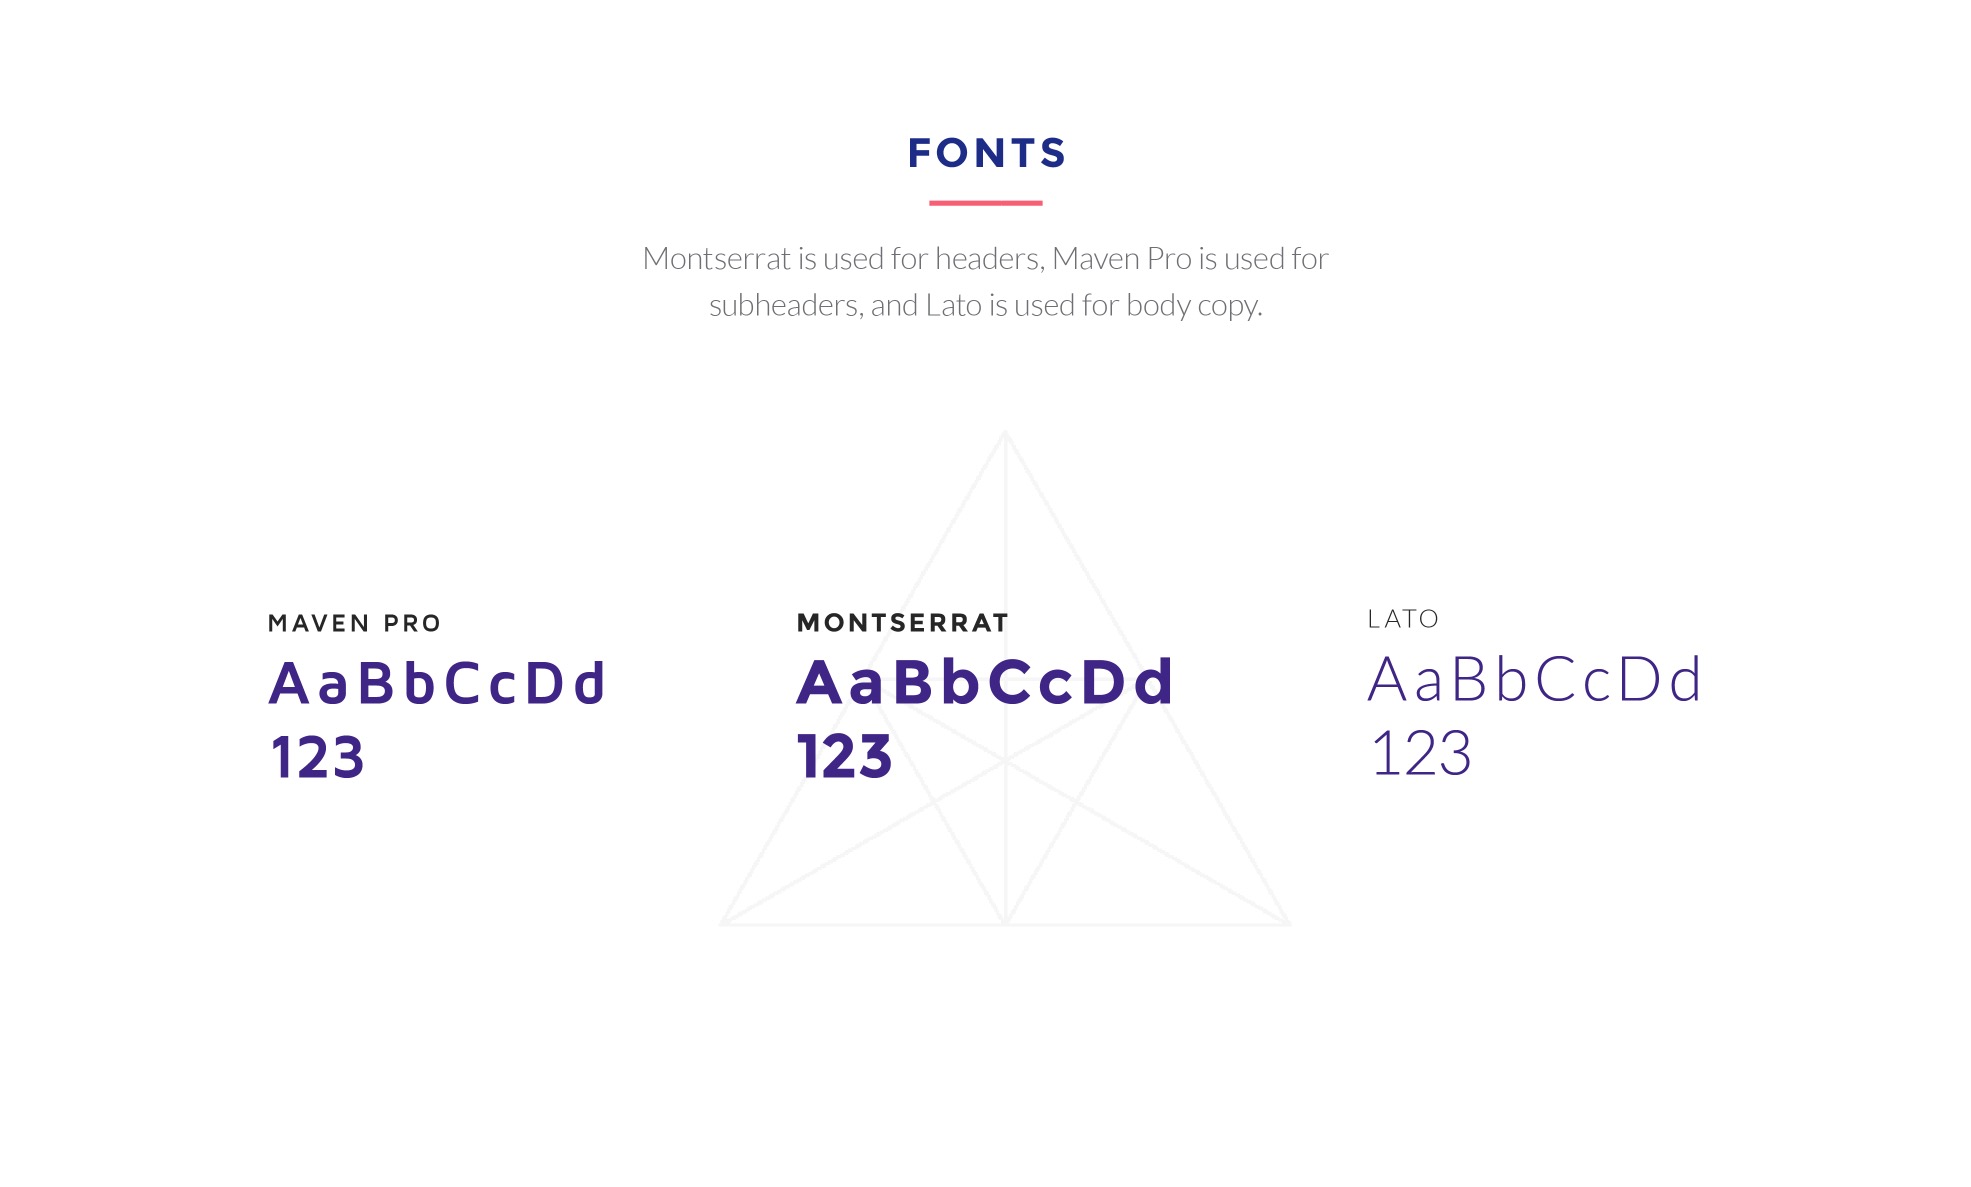 FONTS
Montserrat is used for headers, Maven Pro is used for
subheaders, and Lato is used for body copy.
MAVEN PRO
AaBbCcDd
123
MONTSERRAT
AaBbCcDd
123
LATO
AaBbCcDd
123